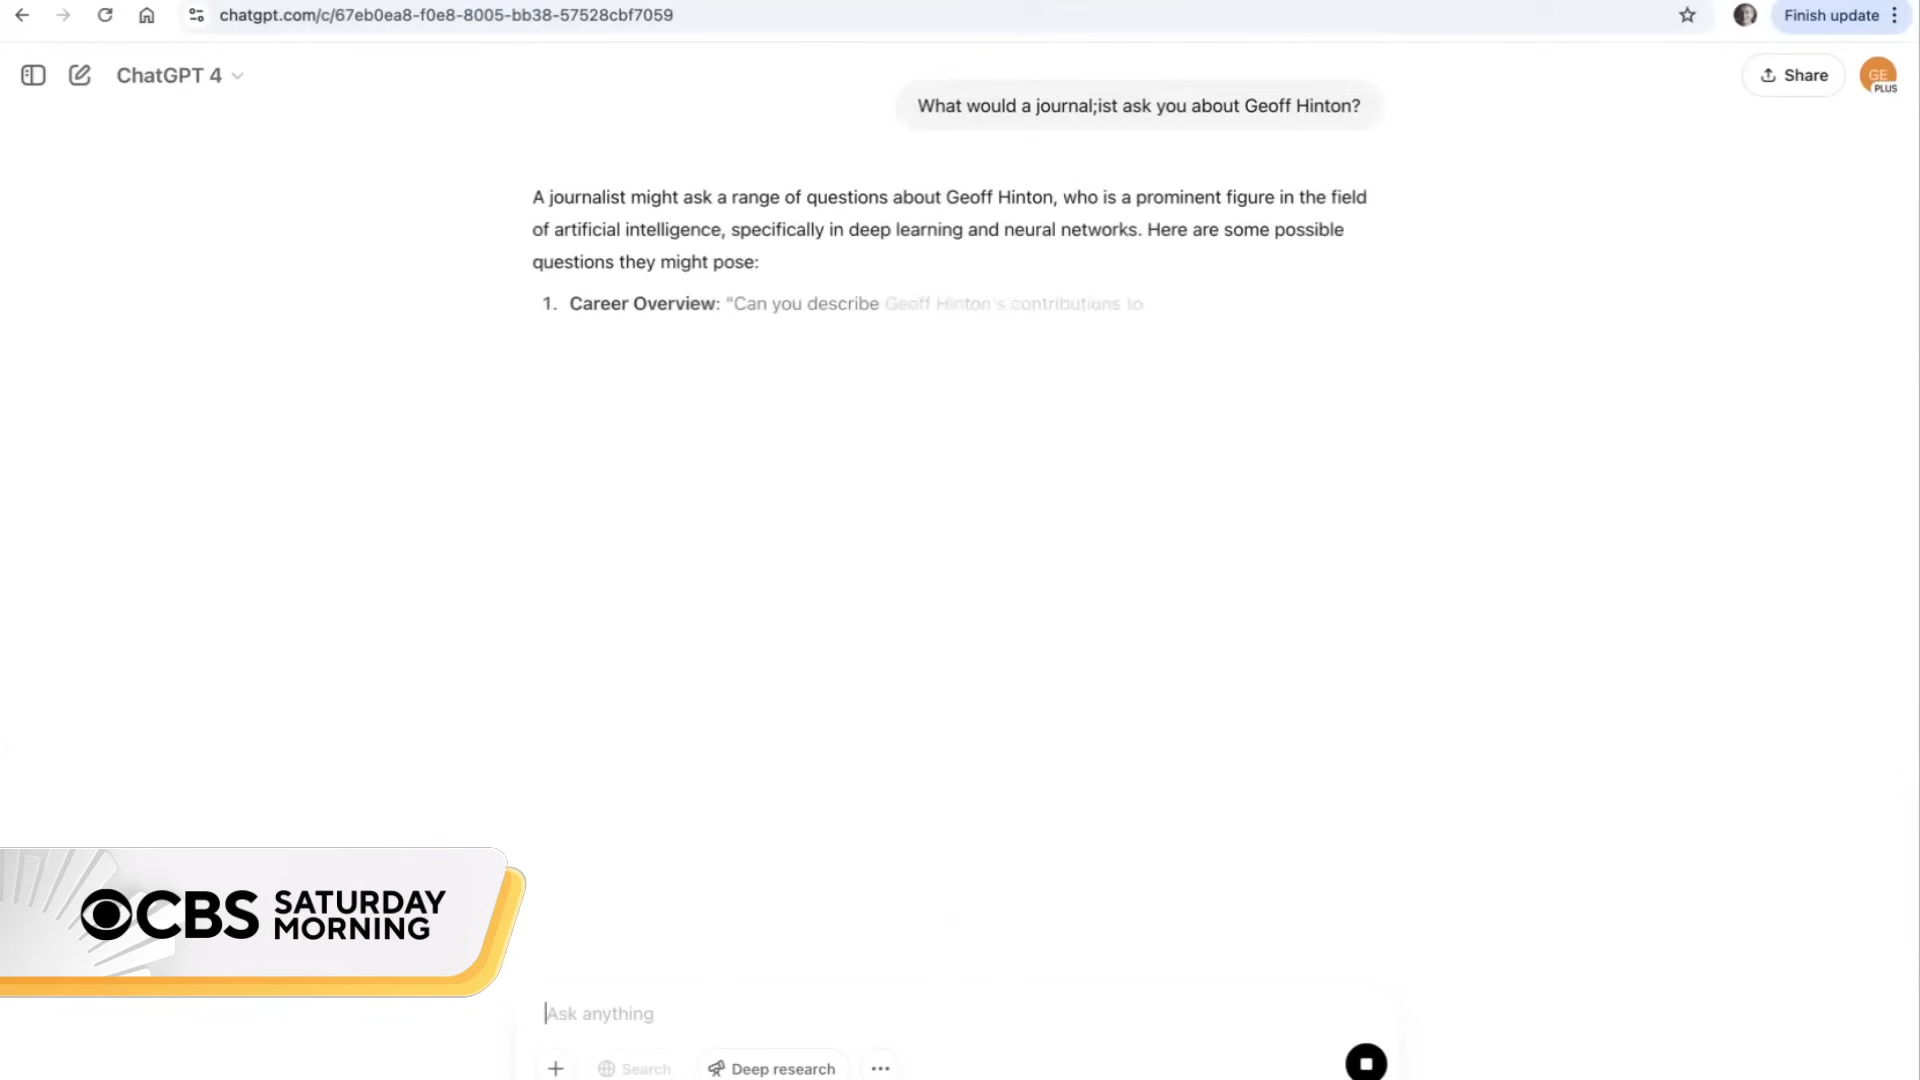 chatgpt.com/c/67eb0ea8-f0e8-8005-bb38-57528cbf7059
Finish update
ChatGPT 4
Share
GE
PLUS
What would a journal;ist ask you about Geoff Hinton?
A journalist might ask a range of questions about Geoff Hinton, who is a prominent figure in the field
of artificial intelligence, specifically in deep learning and neural networks. Here are some possible
questions they might pose:
1. Career Overview: "Can you describe Geoff Hinton's contributions to
CBS SATURDAY
MORNING
Ask anything
Search
Deep research